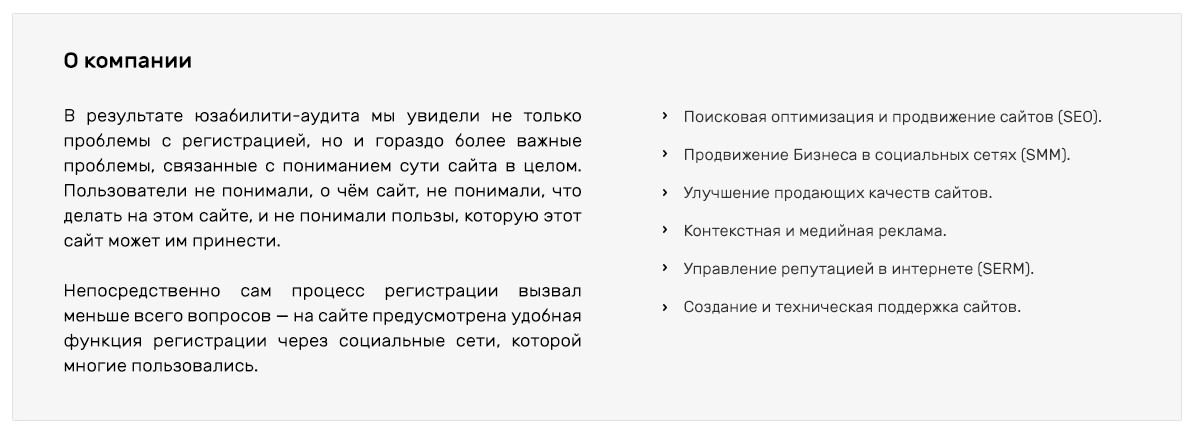 О компании
В результате юзабилити-аудита мы увидели не только
проблемы с регистрацией, но и гораздо более важные
проблемы, связанные с пониманием сути сайта в целом.
Пользователи не понимали, о чём сайт, не понимали, что
делать на этом сайте, и не понимали пользы, которую этот
сайт может им принести.
Непосредственно сам процесс регистрации вызвал
меньше всего вопросов — на сайте предусмотрена удобная
функция регистрации через социальные сети, которой
многие пользовались.
› Поисковая оптимизация и продвижение сайтов (SEO).
› Продвижение Бизнеса в социальных сетях (SMM).
› Улучшение продающих качеств сайтов.
› Контекстная и медийная реклама.
› Управление репутацией в интернете (SERM).
› Создание и техническая поддержка сайтов.